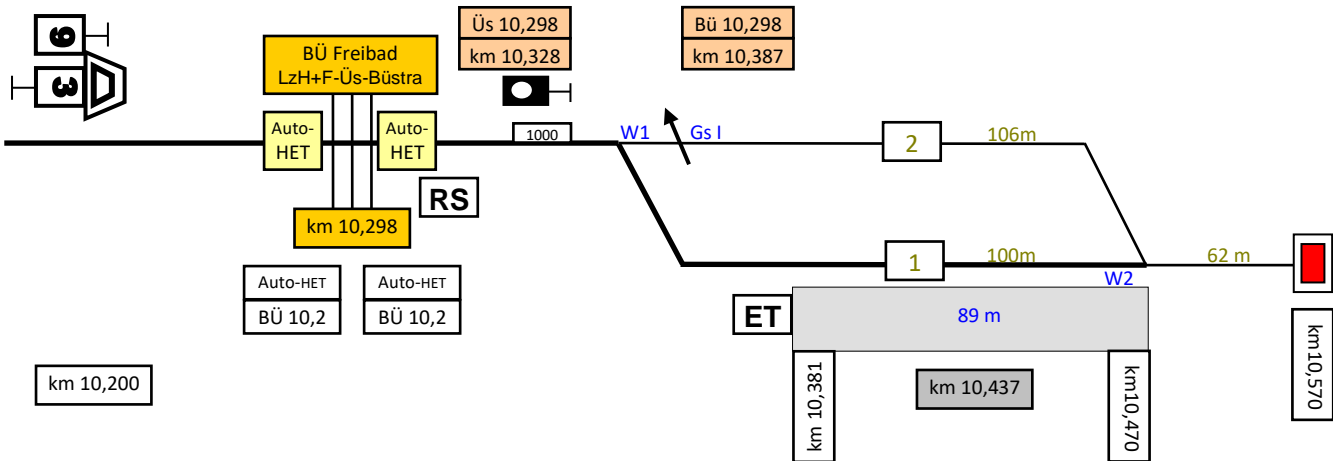 9
3
BÜ Freibad
LzH+F-Üs-Büstra
Üs 10,298
km 10,328
Bü 10,298
km 10,387
Auto-
HET
Auto-
HET
1000
W1
Gs I
2
106m
RS
km 10,298
1
100m
62 m
W2
Auto-HET
BÜ 10,2
Auto-HET
BÜ 10,2
ET
89 m
km 10,200
km 10,381
km 10,437
km10,470
km10,570